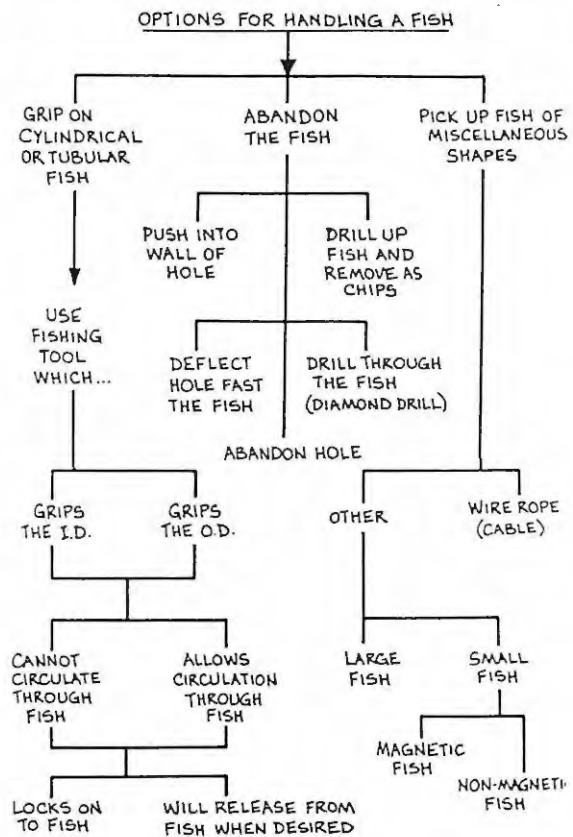 OPTIONS FOR HANDLING A FISH
GRIP ON
CYLINDRICAL
OR TUBULAR
FISH
ABANDON
THE FISH
PICK UP FISH OF
MISCELLANEOUS
SHAPES
PUSH INTO
WALL OF
HOLE
DRILL UP
FISH AND
REMOVE AS
CHIPS
USE
FISHING
TOOL
WHICH...
DEFLECT
HOLE FAST
THE FISH
DRILL THROUGH
THE FISH
(DIAMOND DRILL)
ABANDON HOLE
GRIPS
THE I.D.
GRIPS
THE O.D.
OTHER
WIRE ROPE
(CABLE)
CANNOT
CIRCULATE
THROUGH
FISH
ALLOWS
CIRCULATION
THROUGH
FISH
LARGE
FISH
SMALL
FISH
MAGNETIC
FISH
NON-MAGNETIC
FISH
LOCKS ON
TO FISH
WILL RELEASE FROM
FISH WHEN DESIRED